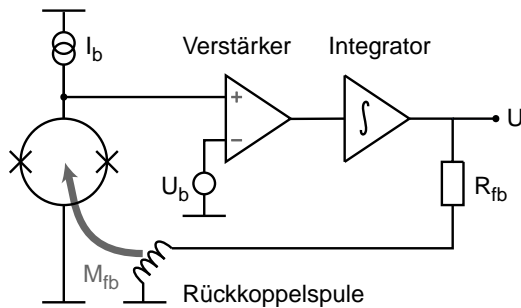 I_b
Verstärker
Integrator
+
−
∫
U
U_b
R_fb
M_fb
Rückkoppelspule